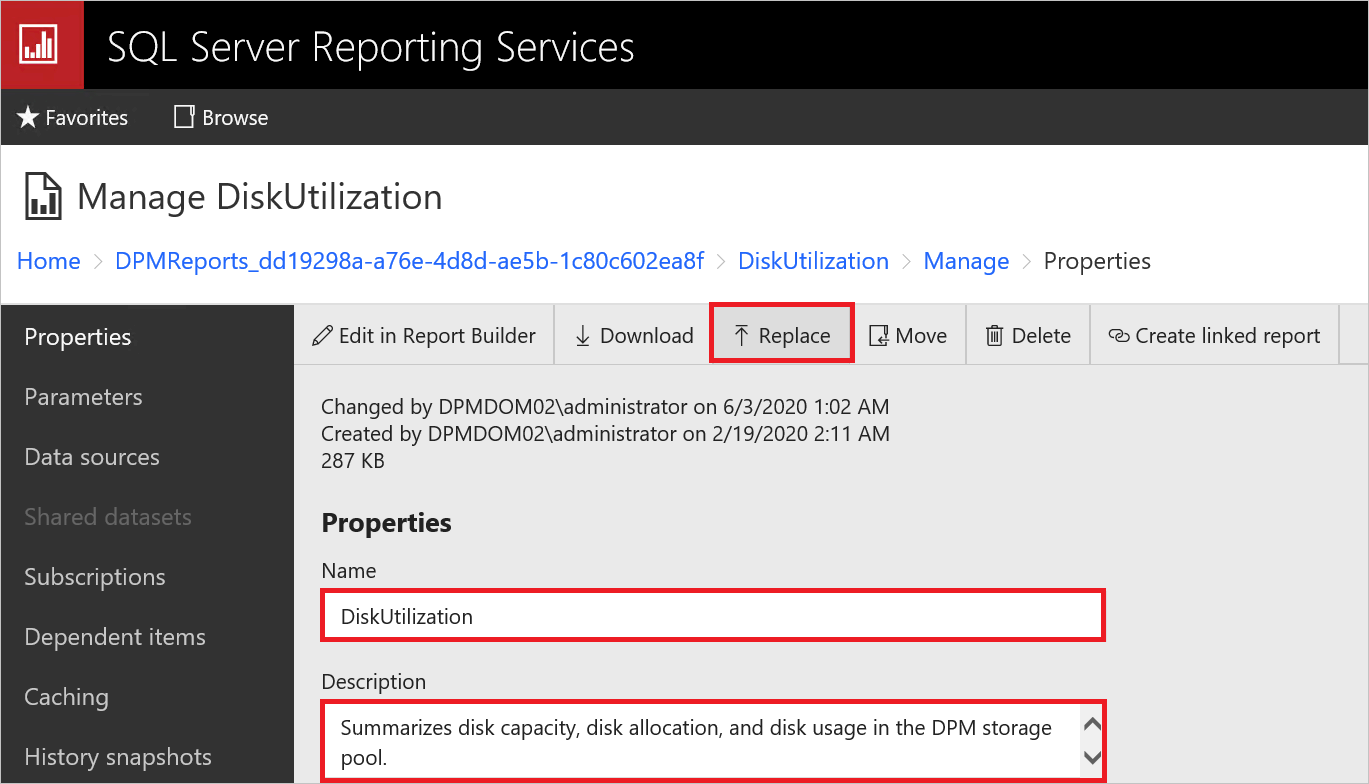 SQL Server Reporting Services
Favorites
Browse
Manage DiskUtilization
Home > DPMReports_dd19298a-a76e-4d8d-ae5b-1c80c602ea8f > DiskUtilization > Manage > Properties
Properties
Parameters
Data sources
Shared datasets
Subscriptions
Dependent items
Caching
History snapshots
Edit in Report Builder
Download
Replace
Move
Delete
Create linked report
Changed by DPMDOM02\administrator on 6/3/2020 1:02 AM
Created by DPMDOM02\administrator on 2/19/2020 2:11 AM
287 KB
Properties
Name
DiskUtilization
Description
Summarizes disk capacity, disk allocation, and disk usage in the DPM storage
pool.